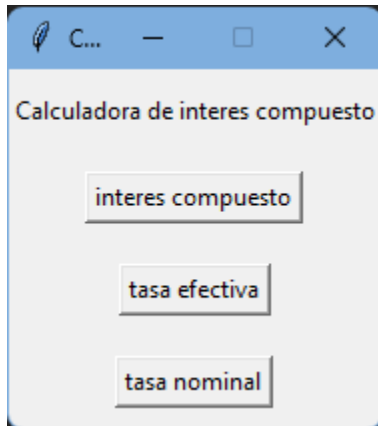 C...
Calculadora de interes compuesto
interes compuesto
tasa efectiva
tasa nominal